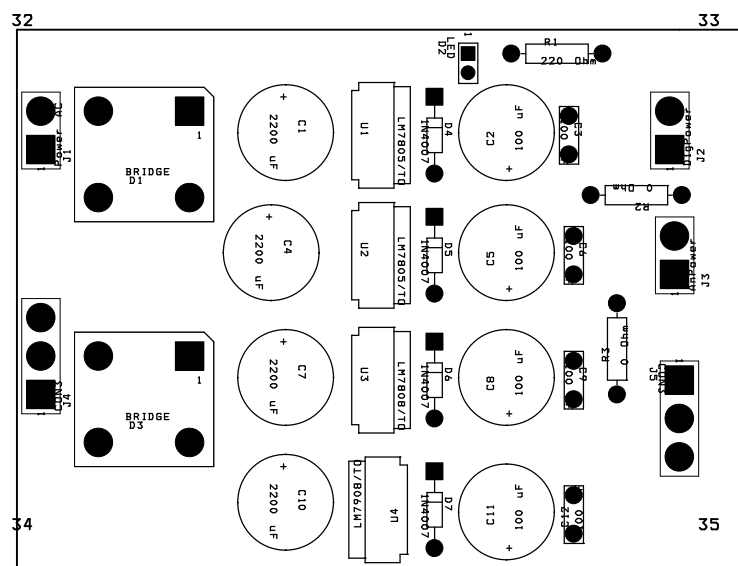 32
33
1
D2
LED
R1
220 Ohm
Power AC
1
J1
1
BRIDGE
D1
+
C1
2200 uF
U1
LM7805/TO
D4
1N4007
C2
100 uF
+
C3
DigPower
1
J2
0 Ohm
R2
+
C4
2200 uF
U2
LM7805/TO
D5
1N4007
C5
100 uF
+
C6
AnPower
1
J3
R3
0 Ohm
CON3
1
J4
1
BRIDGE
D3
+
C7
2200 uF
U3
LM7808/TO
D6
1N4007
C8
100 uF
+
C9
1
J5
CON3
+
C10
2200 uF
LM7908/TO
U4
D7
1N4007
C11
100 uF
+
C12
34
35